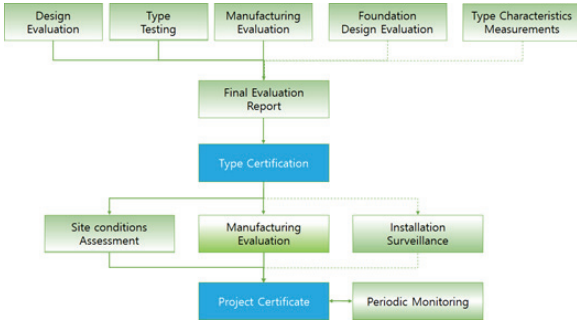 Design
Evaluation
Type
Testing
Manufacturing
Evaluation
Foundation
Design Evaluation
Type Characteristics
Measurements
Final Evaluation
Report
Type Certification
Site conditions
Assessment
Manufacturing
Evaluation
Installation
Surveillance
Project Certificate
Periodic Monitoring